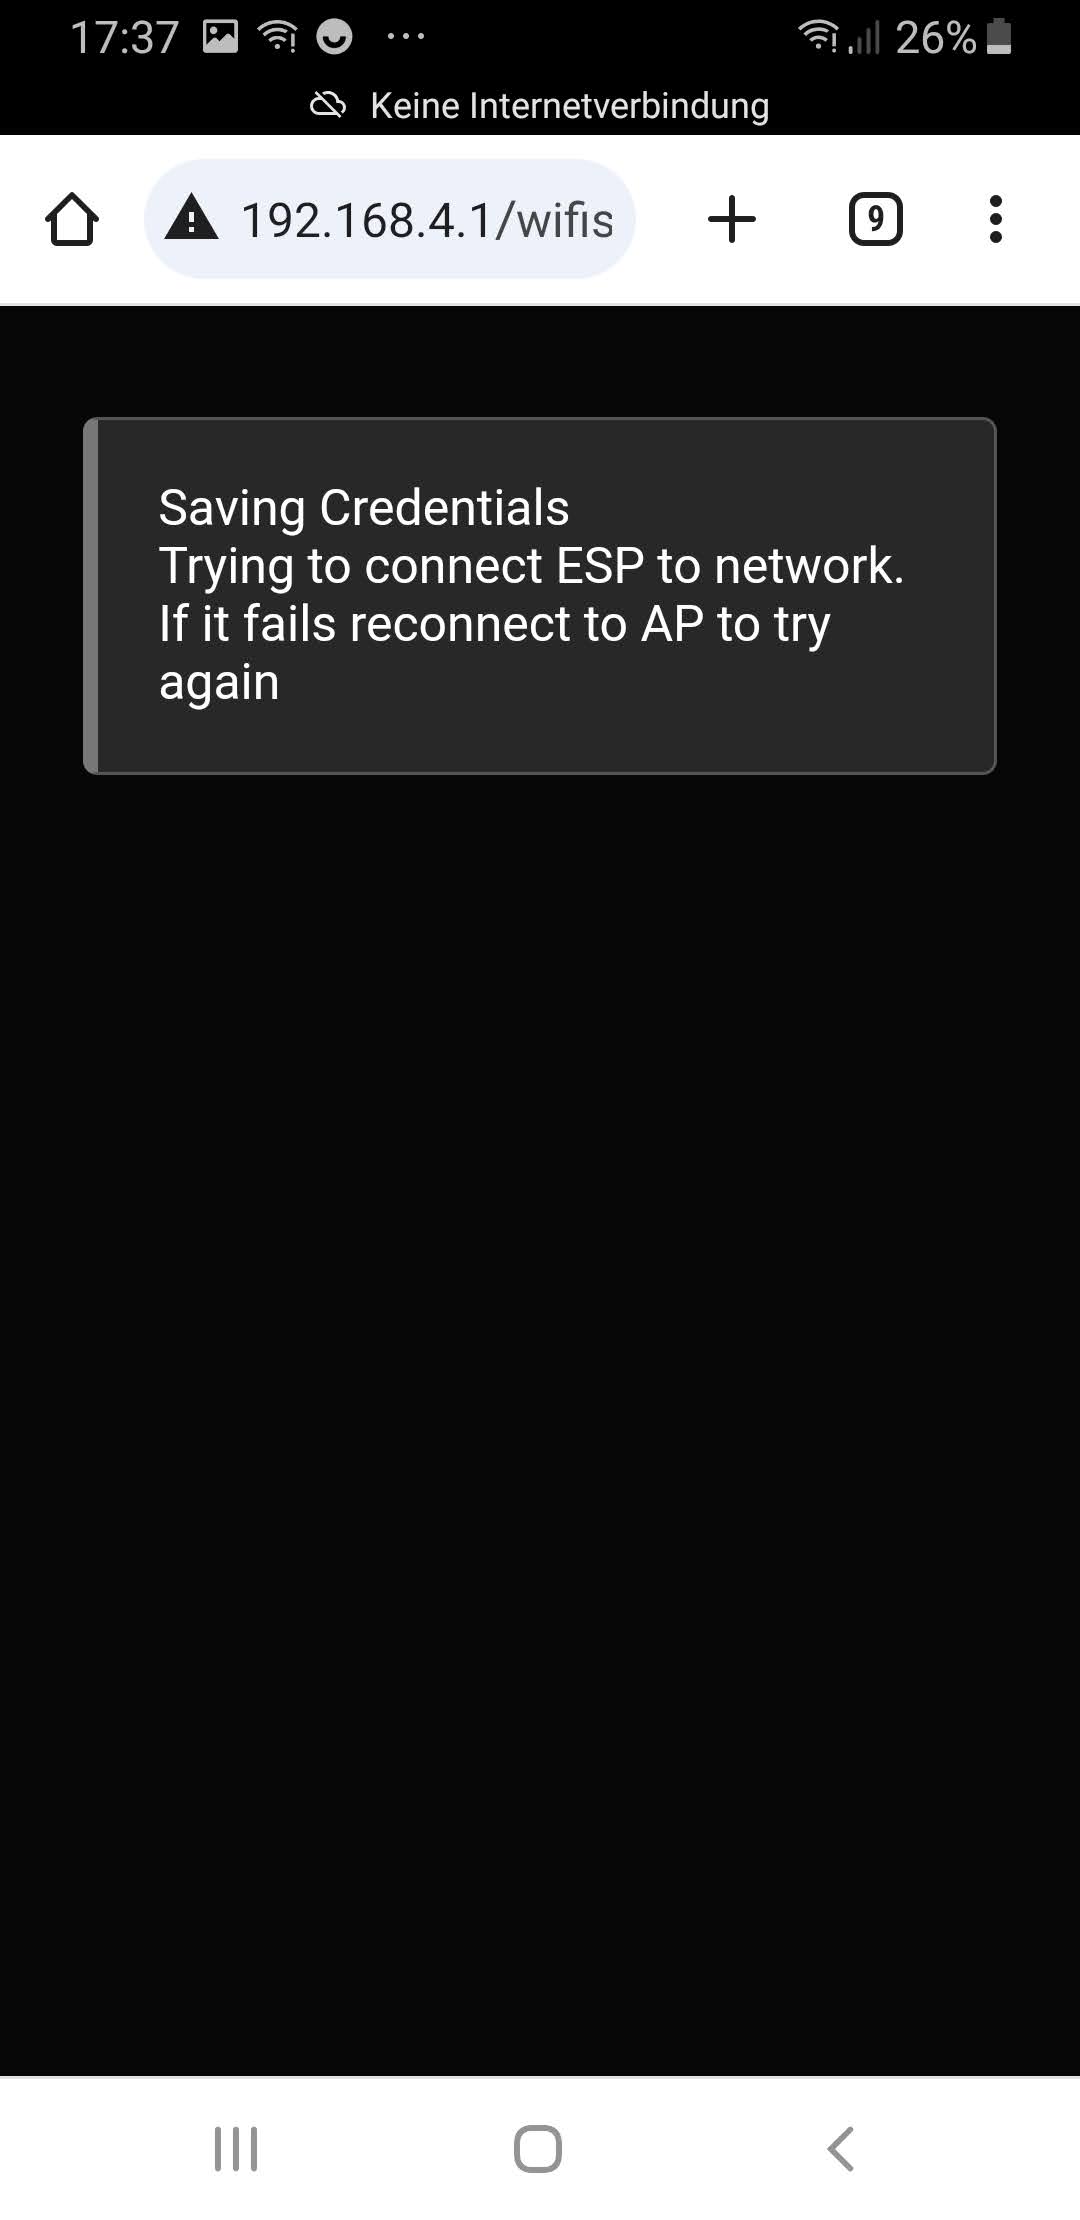 17:37
26%
Keine Internetverbindung
192.168.4.1/wifis
9
Saving Credentials
Trying to connect ESP to network.
If it fails reconnect to AP to try
again